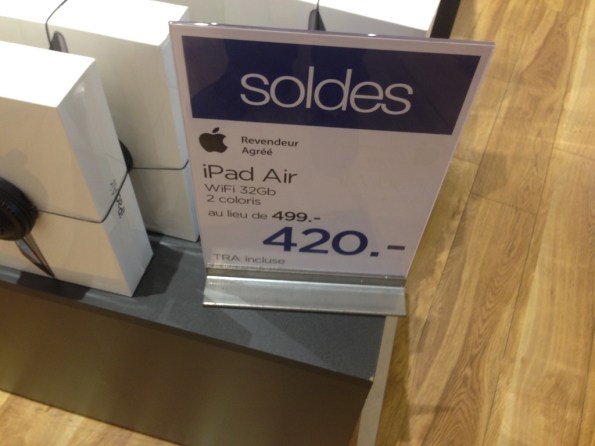 soldes
Revendeur
Agréé
iPad Air
WiFi 32Gb
2 coloris
au lieu de 499.-
420.-
TRA incluse